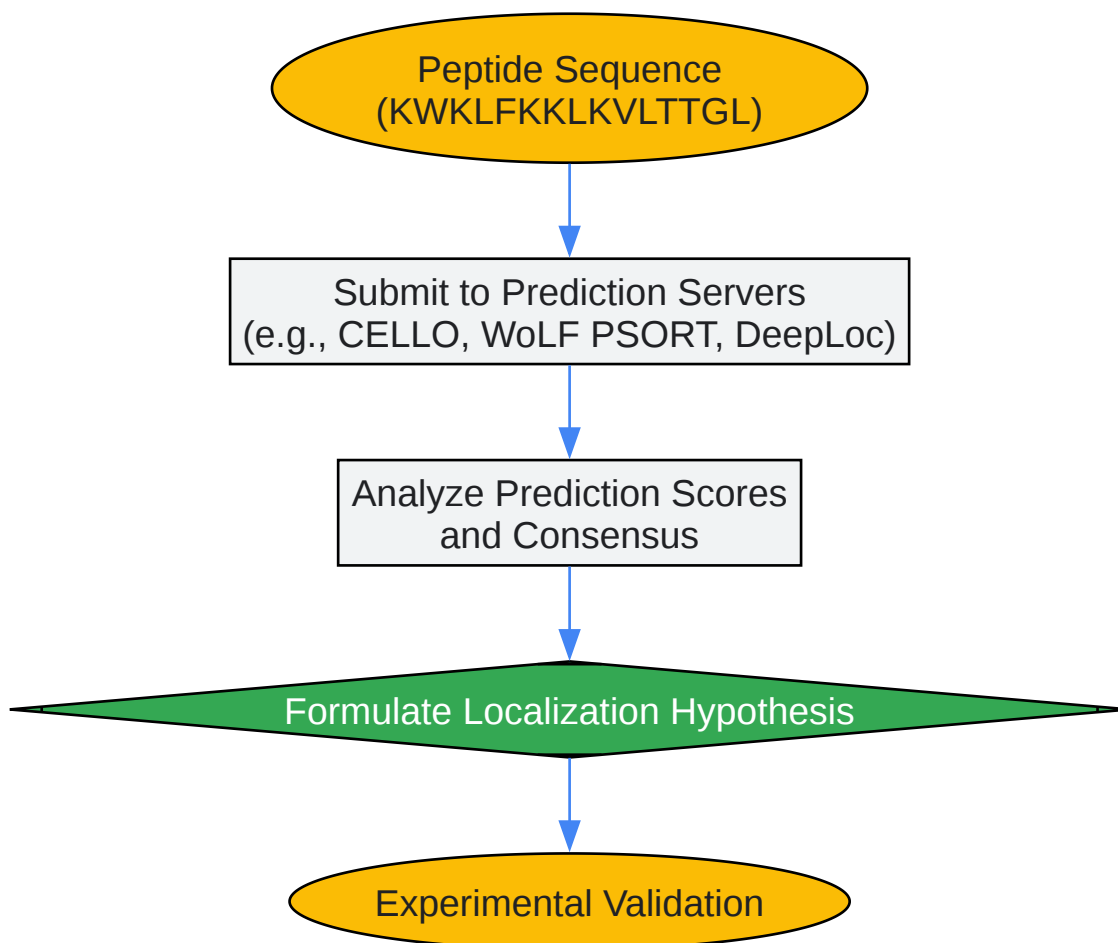 Peptide Sequence
(KWKLFKKLKVLTTGL)
Submit to Prediction Servers
(e.g., CELLO, WoLF PSORT, DeepLoc)
Analyze Prediction Scores
and Consensus
Formulate Localization Hypothesis
Experimental Validation